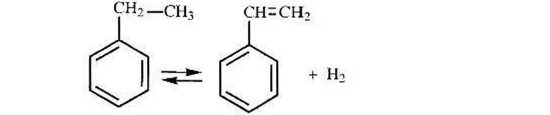 CH₂—CH₃ CH=CH₂
+ H₂